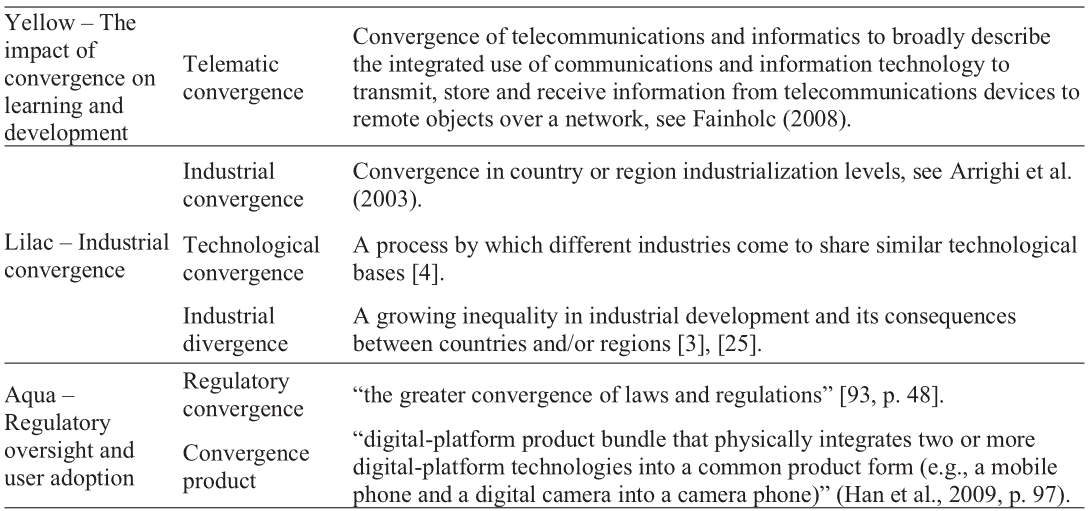 Yellow – The
impact of
convergence on
learning and
development
Telematic
convergence
Convergence of telecommunications and informatics to broadly describe
the integrated use of communications and information technology to
transmit, store and receive information from telecommunications devices to
remote objects over a network, see Fainholc (2008).
Lilac – Industrial
convergence
Industrial
convergence
Convergence in country or region industrialization levels, see Arrighi et al.
(2003).
Technological
convergence
A process by which different industries come to share similar technological
bases [4].
Industrial
divergence
A growing inequality in industrial development and its consequences
between countries and/or regions [3], [25].
Aqua –
Regulatory
oversight and
user adoption
Regulatory
convergence
“the greater convergence of laws and regulations” [93, p. 48].
Convergence
product
“digital-platform product bundle that physically integrates two or more
digital-platform technologies into a common product form (e.g., a mobile
phone and a digital camera into a camera phone)” (Han et al., 2009, p. 97).